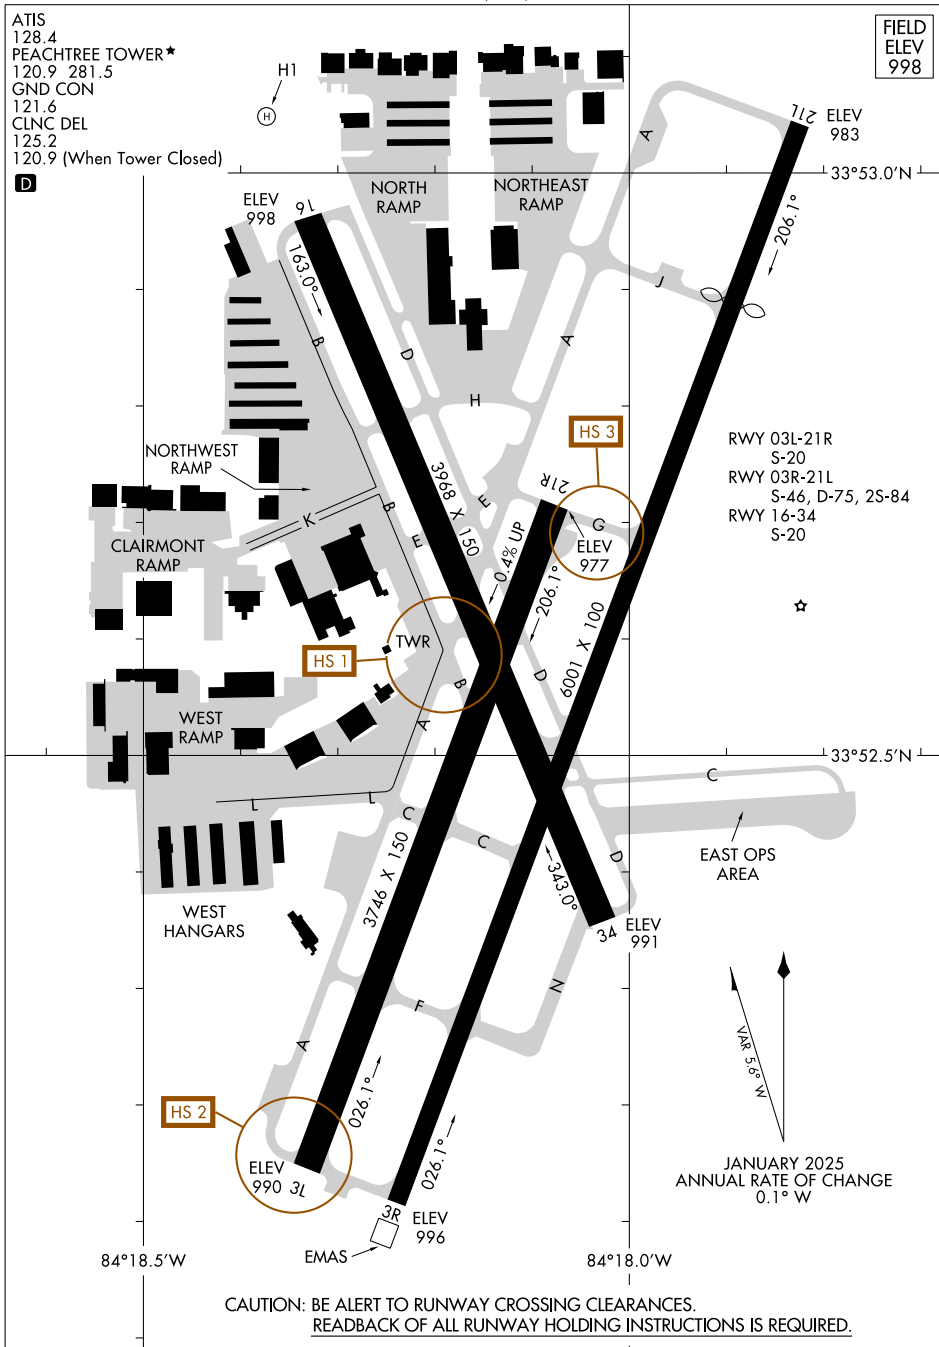 ATIS
128.4
PEACHTREE TOWER★
120.9 281.5
GND CON
121.6
CLNC DEL
125.2
120.9 (When Tower Closed)
D
H1
H
FIELD
ELEV
998
21L
ELEV
983
33°53.0'N
NORTH
RAMP
NORTHEAST
RAMP
A
ELEV
998
16
163.0°
206.1°
J
B
D
A
H
HS 3
NORTHWEST
RAMP
RWY 03L-21R
S-20
RWY 03R-21L
S-46, D-75, 2S-84
RWY 16-34
S-20
3968 X 150
21R
E
K
B
E
G
ELEV
977
0.4% UP
206.1°
CLAIRMONT
RAMP
6001 X 100
TWR
HS 1
B
D
A
WEST
RAMP
33°52.5'N
C
L
L
C
C
EAST OPS
AREA
D
3746 X 150
343.0°
WEST
HANGARS
34
ELEV
991
N
F
A
VAR 5.6° W
026.1°
HS 2
026.1°
ELEV
990
3L
JANUARY 2025
ANNUAL RATE OF CHANGE
0.1° W
3R
ELEV
996
EMAS
84°18.5'W
84°18.0'W
CAUTION: BE ALERT TO RUNWAY CROSSING CLEARANCES.
READBACK OF ALL RUNWAY HOLDING INSTRUCTIONS IS REQUIRED.